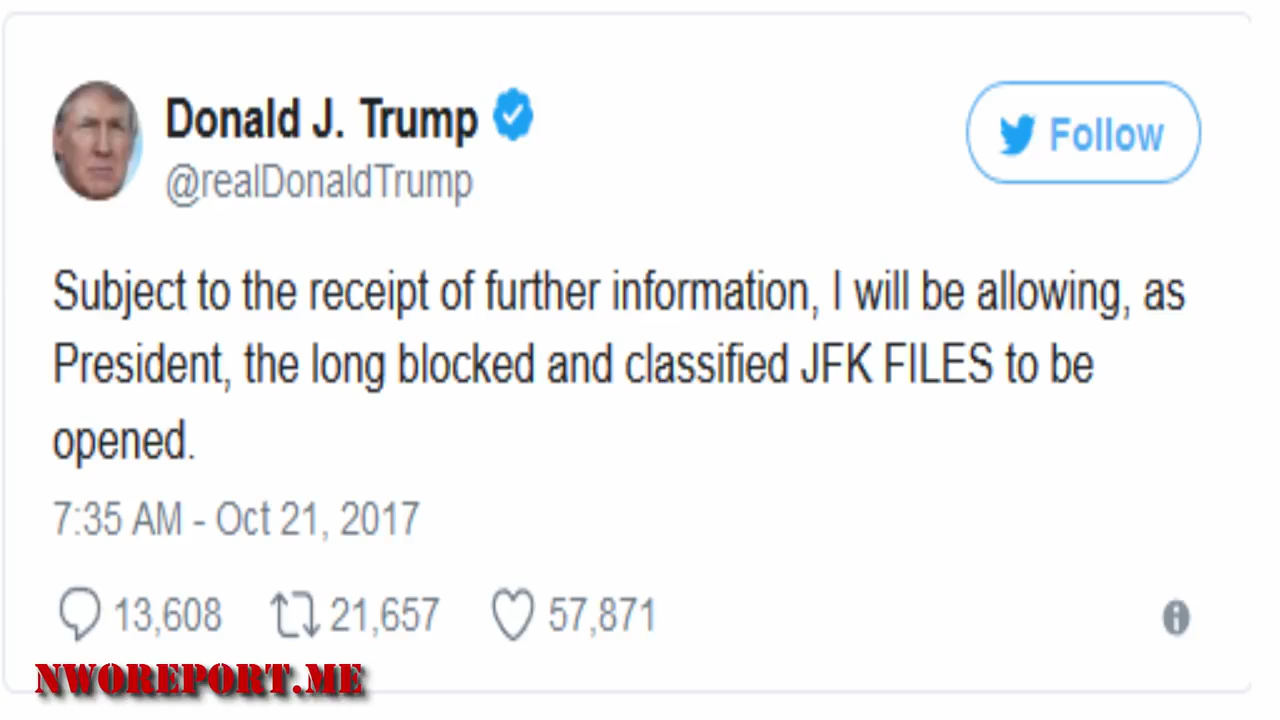 Donald J. Trump
@realDonaldTrump
Follow
Subject to the receipt of further information, I will be allowing, as
President, the long blocked and classified JFK FILES to be
opened.
7:35 AM - Oct 21, 2017
13,608 21,657 57,871
NWOREPORT.ME